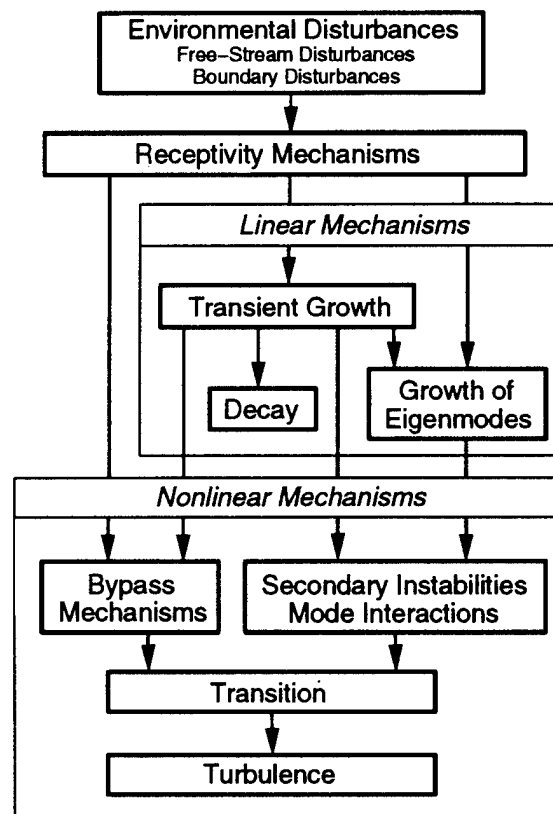 Environmental Disturbances
Free-Stream Disturbances
Boundary Disturbances
Receptivity Mechanisms
Linear Mechanisms
Transient Growth
Decay
Growth of
Eigenmodes
Nonlinear Mechanisms
Bypass
Mechanisms
Secondary Instabilities
Mode Interactions
Transition
Turbulence